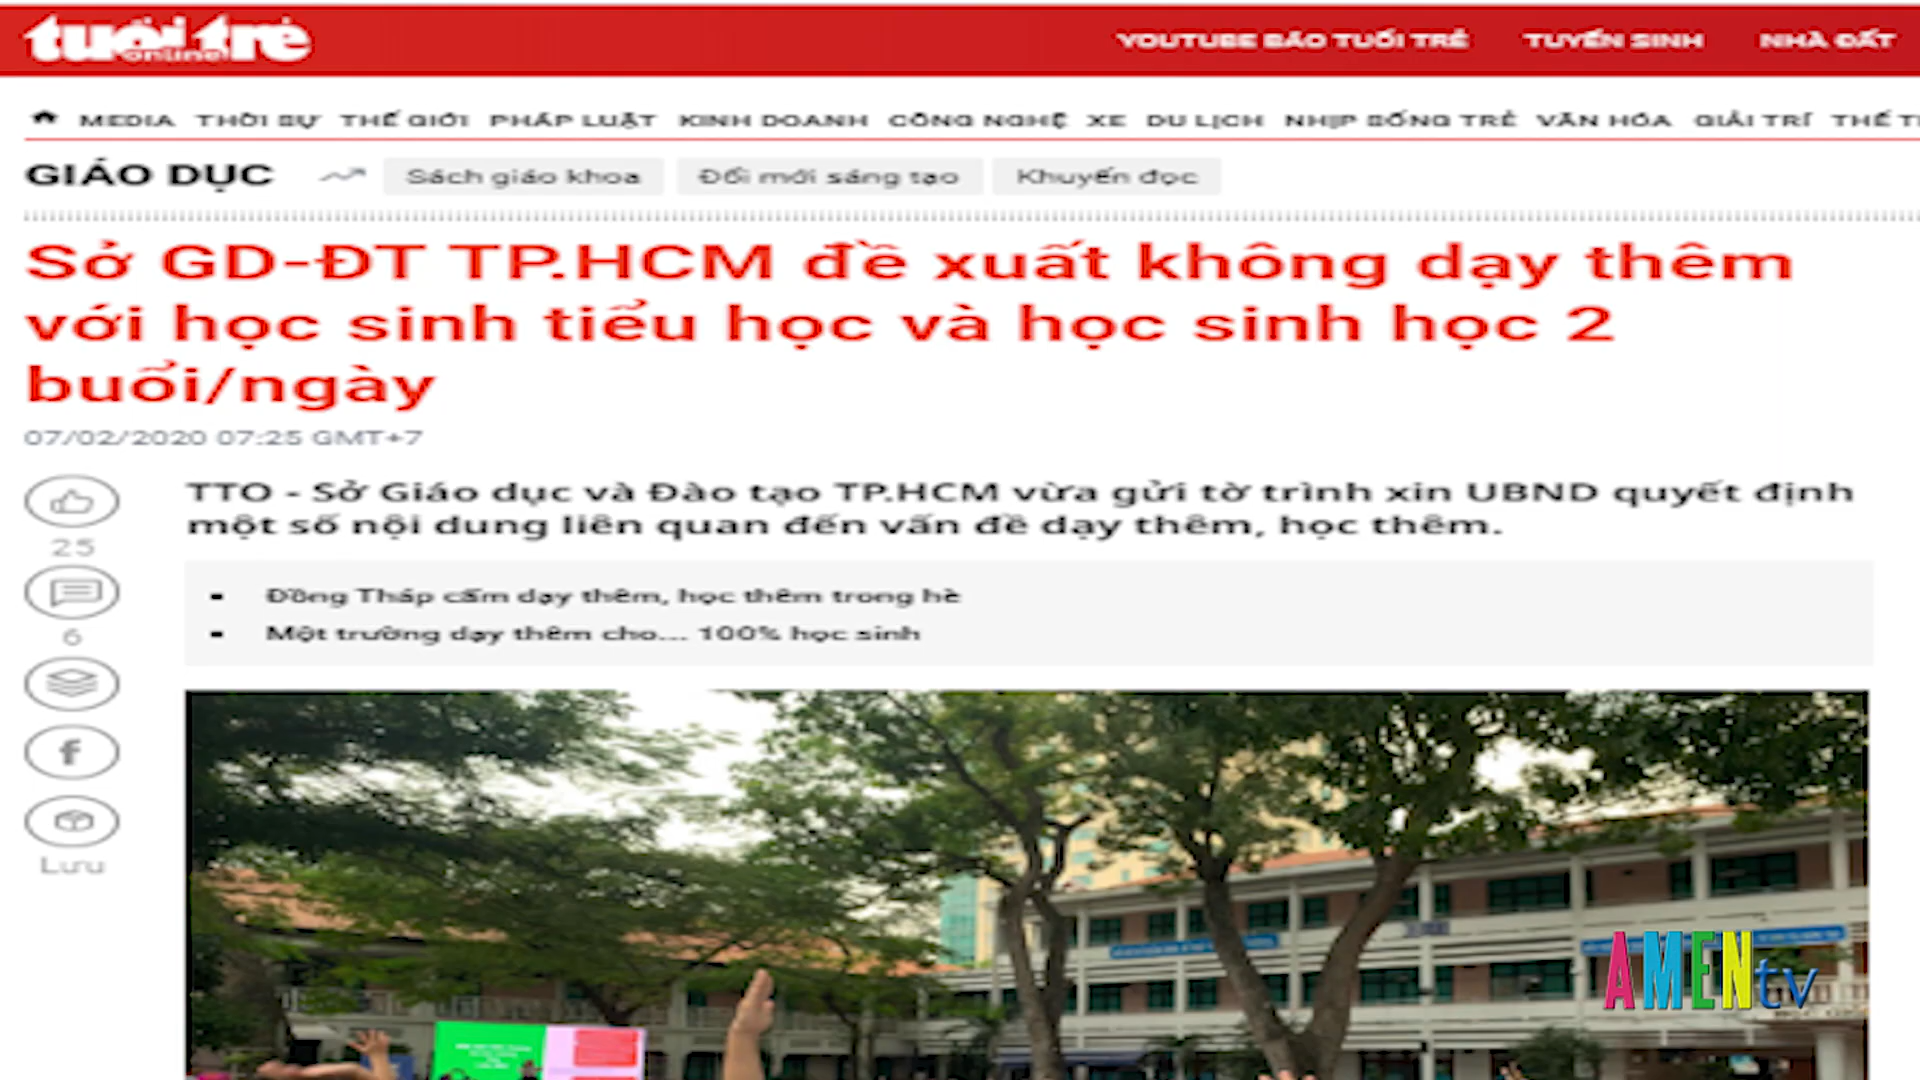 tuổi trẻ
online
YOUTUBE BÁO TUỔI TRẺ TUYỂN SINH NHÀ ĐẤT
MEDIA THỜI SỰ THẾ GIỚI PHÁP LUẬT KINH DOANH CÔNG NGHỆ XE DU LỊCH NHỊP SỐNG TRẺ VĂN HÓA GIẢI TRÍ THỂ T
GIÁO DỤC Sách giáo khoa Đổi mới sáng tạo Khuyến đọc
Sở GD-ĐT TP.HCM đề xuất không dạy thêm
với học sinh tiểu học và học sinh học 2
buổi/ngày
07/02/2020 07:25 GMT+7
TTO - Sở Giáo dục và Đào tạo TP.HCM vừa gửi tờ trình xin UBND quyết định
một số nội dung liên quan đến vấn đề dạy thêm, học thêm.
25
Đồng Tháp cấm dạy thêm, học thêm trong hè
6
Một trường dạy thêm cho... 100% học sinh
Lưu
AMEN tv